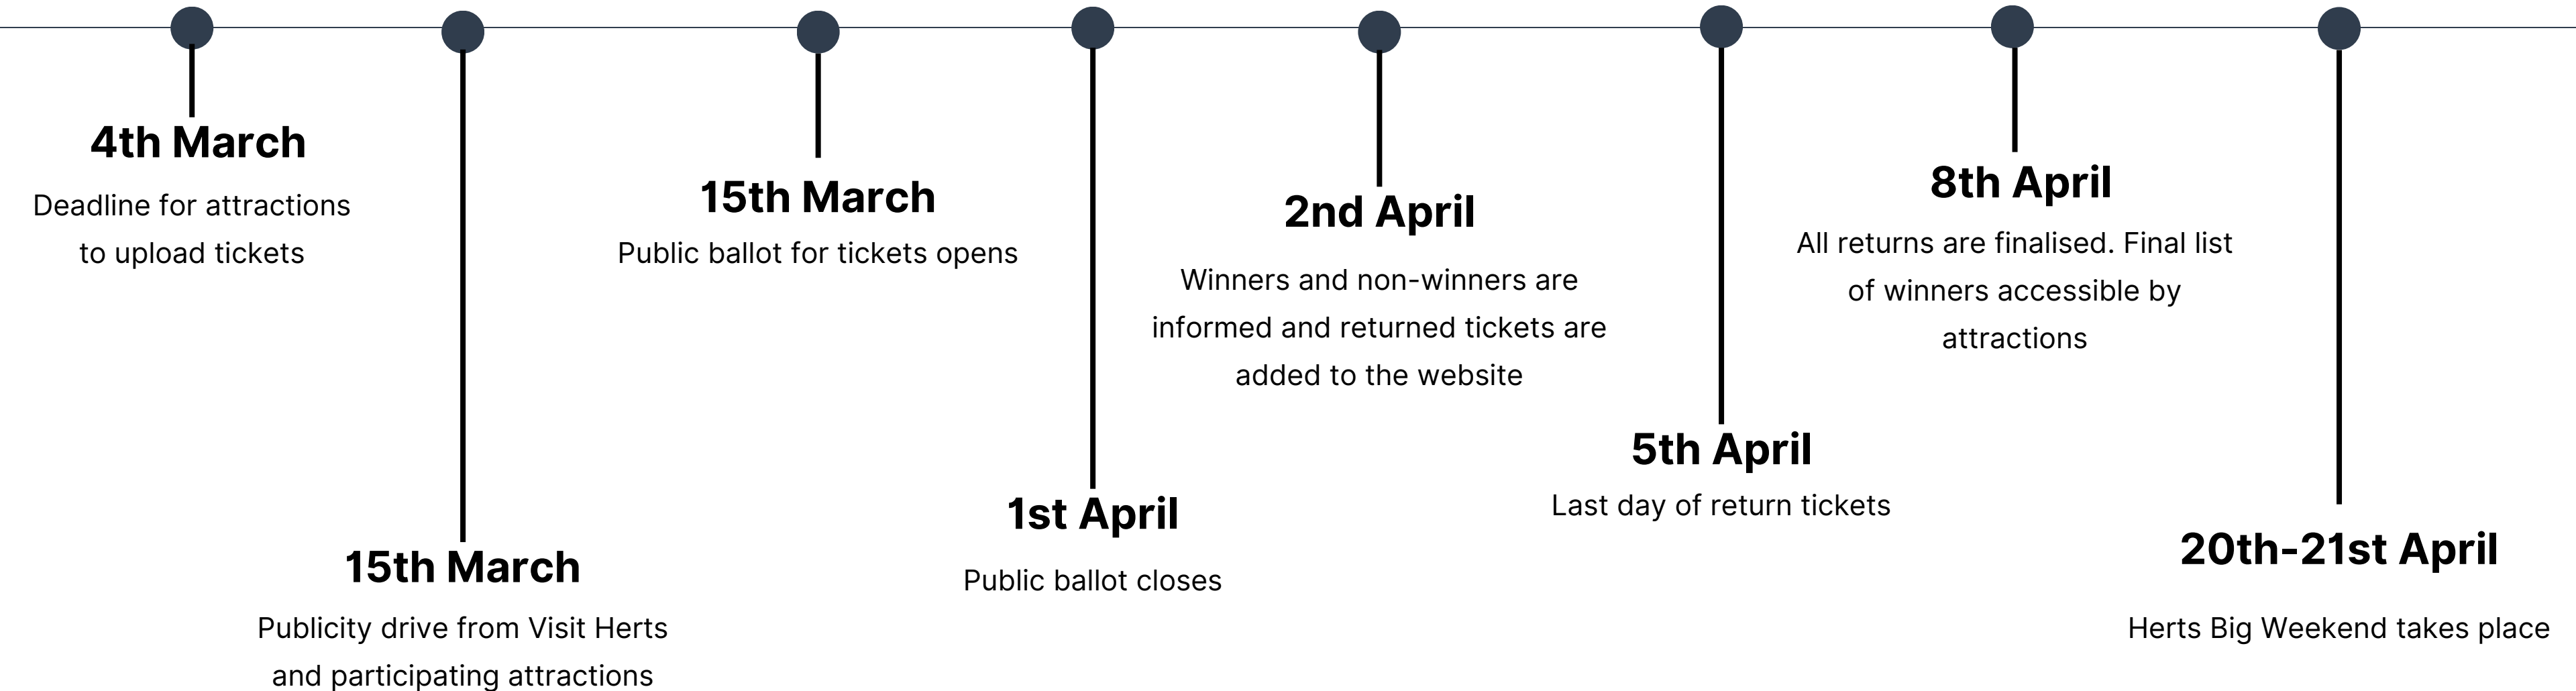 4th March
Deadline for attractions
to upload tickets
15th March
Publicity drive from Visit Herts
and participating attractions
15th March
Public ballot for tickets opens
1st April
Public ballot closes
2nd April
Winners and non-winners are
informed and returned tickets are
added to the website
5th April
Last day of return tickets
8th April
All returns are finalised. Final list
of winners accessible by
attractions
20th-21st April
Herts Big Weekend takes place